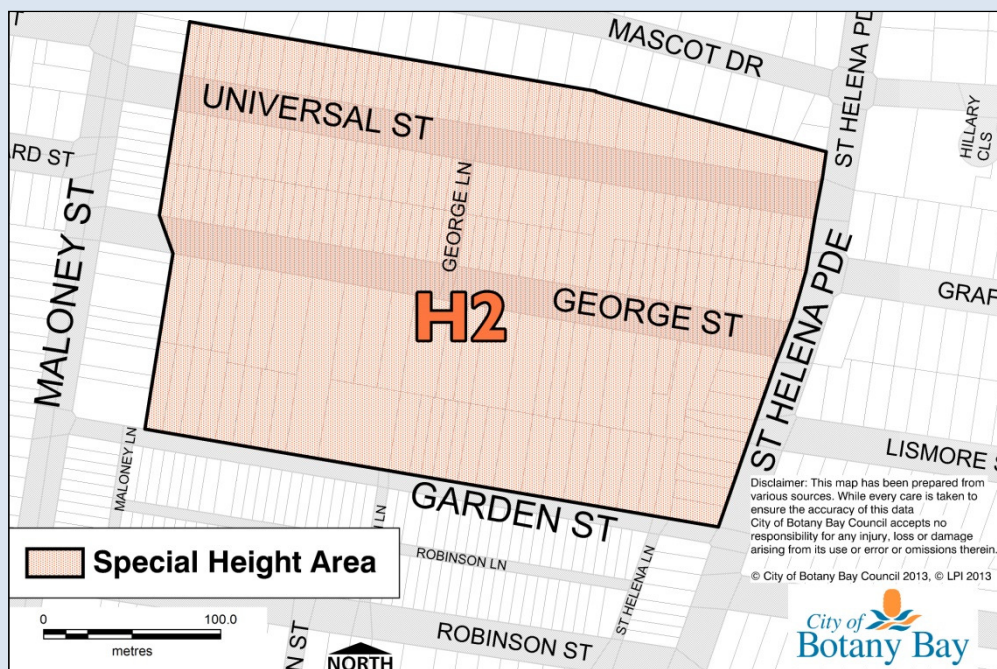 T
MASCOT DR
ST HELENA PDE
UNIVERSAL ST
HILLARY
CLS
ARD ST
GEORGE LN
MALONEY ST
GEORGE ST
GRAF
H2
ST HELENA PDE
LISMORE S
MALONEY LN
GARDEN ST
LN
ROBINSON LN
ST HELENA LN
Disclaimer: This map has been prepared from
various sources. While every care is taken to
ensure the accuracy of this data
City of Botany Bay Council accepts no
responsibility for any injury, loss or damage
arising from its use or error or omissions therein.
© City of Botany Bay Council 2013, © LPI 2013
Special Height Area
0 100.0
metres
N ST
NORTH
ROBINSON ST
City of
Botany Bay